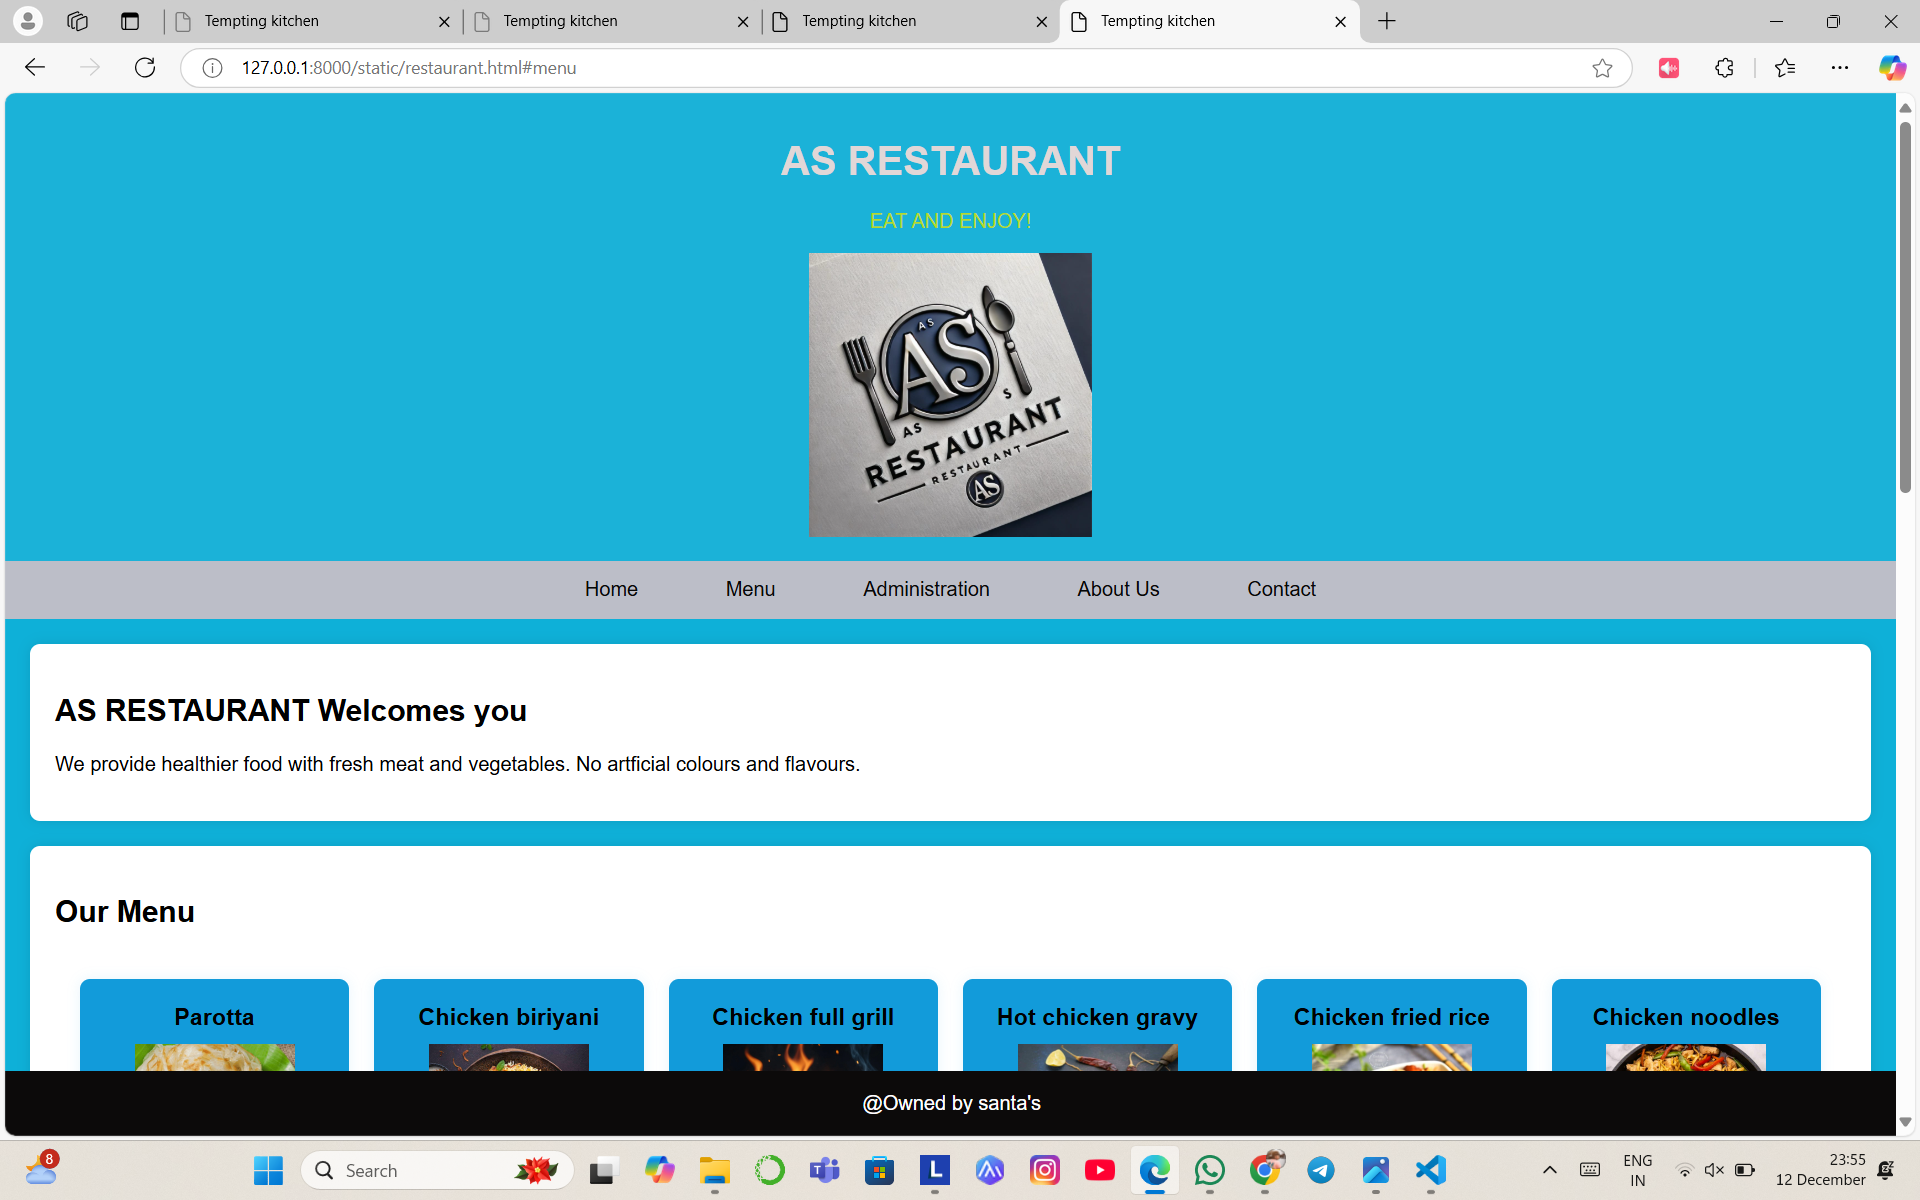 Tempting kitchen
Tempting kitchen
Tempting kitchen
Tempting kitchen
127.0.0.1:8000/static/restaurant.html#menu
AS RESTAURANT
EAT AND ENJOY!
AS
AS
S
AS
RESTAURANT
RESTAURANT
AS
Home Menu Administration About Us Contact
AS RESTAURANT Welcomes you
We provide healthier food with fresh meat and vegetables. No artficial colours and flavours.
Our Menu
Parotta Chicken biriyani Chicken full grill Hot chicken gravy Chicken fried rice Chicken noodles
@Owned by santa's
8
Search
L
ENG
IN
23:55
12 December